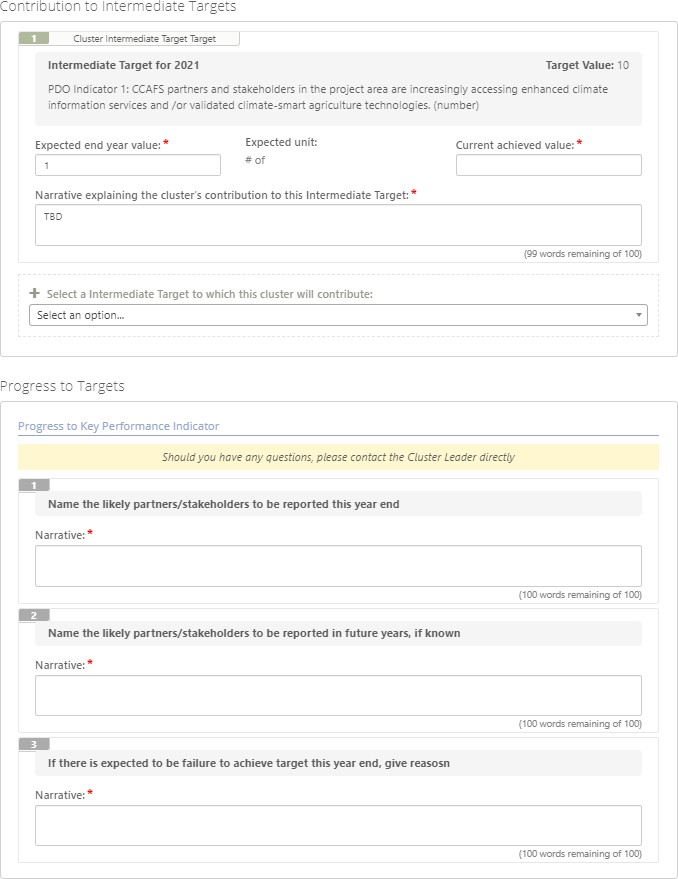 Contribution to Intermediate Targets
1 Cluster Intermediate Target Target
Intermediate Target for 2021 Target Value: 10
PDO Indicator 1: CCAFS partners and stakeholders in the project area are increasingly accessing enhanced climate
information services and /or validated climate-smart agriculture technologies. (number)
Expected end year value: * Expected unit: Current achieved value: *
1 # of
Narrative explaining the cluster's contribution to this Intermediate Target: *
TBD
(99 words remaining of 100)
+ Select a Intermediate Target to which this cluster will contribute:
Select an option...
Progress to Targets
Progress to Key Performance Indicator
Should you have any questions, please contact the Cluster Leader directly
1
Name the likely partners/stakeholders to be reported this year end
Narrative: *
(100 words remaining of 100)
2
Name the likely partners/stakeholders to be reported in future years, if known
Narrative: *
(100 words remaining of 100)
3
If there is expected to be failure to achieve target this year end, give reasosn
Narrative: *
(100 words remaining of 100)